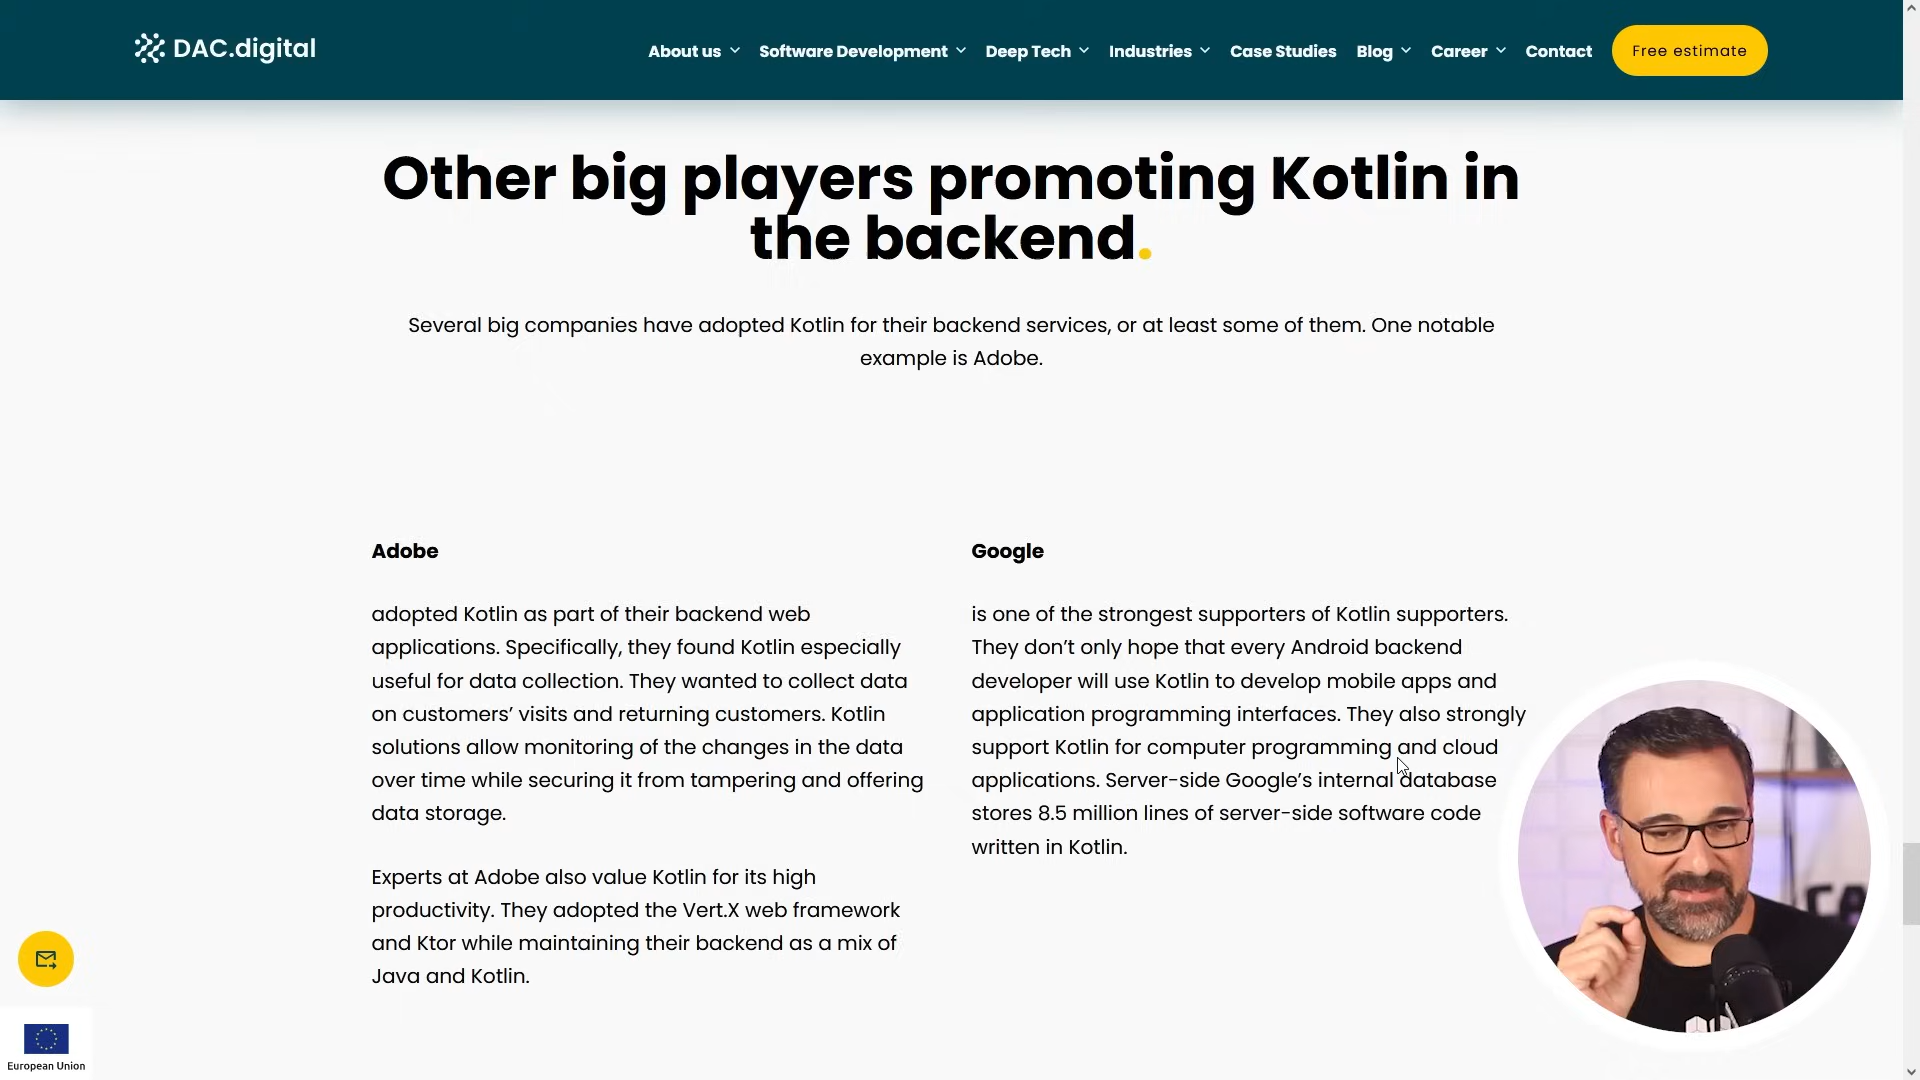 DAC.digital
About us
Software Development
Deep Tech
Industries
Case Studies
Blog
Career
Contact
Free estimate
Other big players promoting Kotlin in
the backend.
Several big companies have adopted Kotlin for their backend services, or at least some of them. One notable
example is Adobe.
Adobe
adopted Kotlin as part of their backend web
applications. Specifically, they found Kotlin especially
useful for data collection. They wanted to collect data
on customers’ visits and returning customers. Kotlin
solutions allow monitoring of the changes in the data
over time while securing it from tampering and offering
data storage.
Experts at Adobe also value Kotlin for its high
productivity. They adopted the Vert.X web framework
and Ktor while maintaining their backend as a mix of
Java and Kotlin.
Google
is one of the strongest supporters of Kotlin supporters.
They don’t only hope that every Android backend
developer will use Kotlin to develop mobile apps and
application programming interfaces. They also strongly
support Kotlin for computer programming and cloud
applications. Server-side Google’s internal database
stores 8.5 million lines of server-side software code
written in Kotlin.
European Union